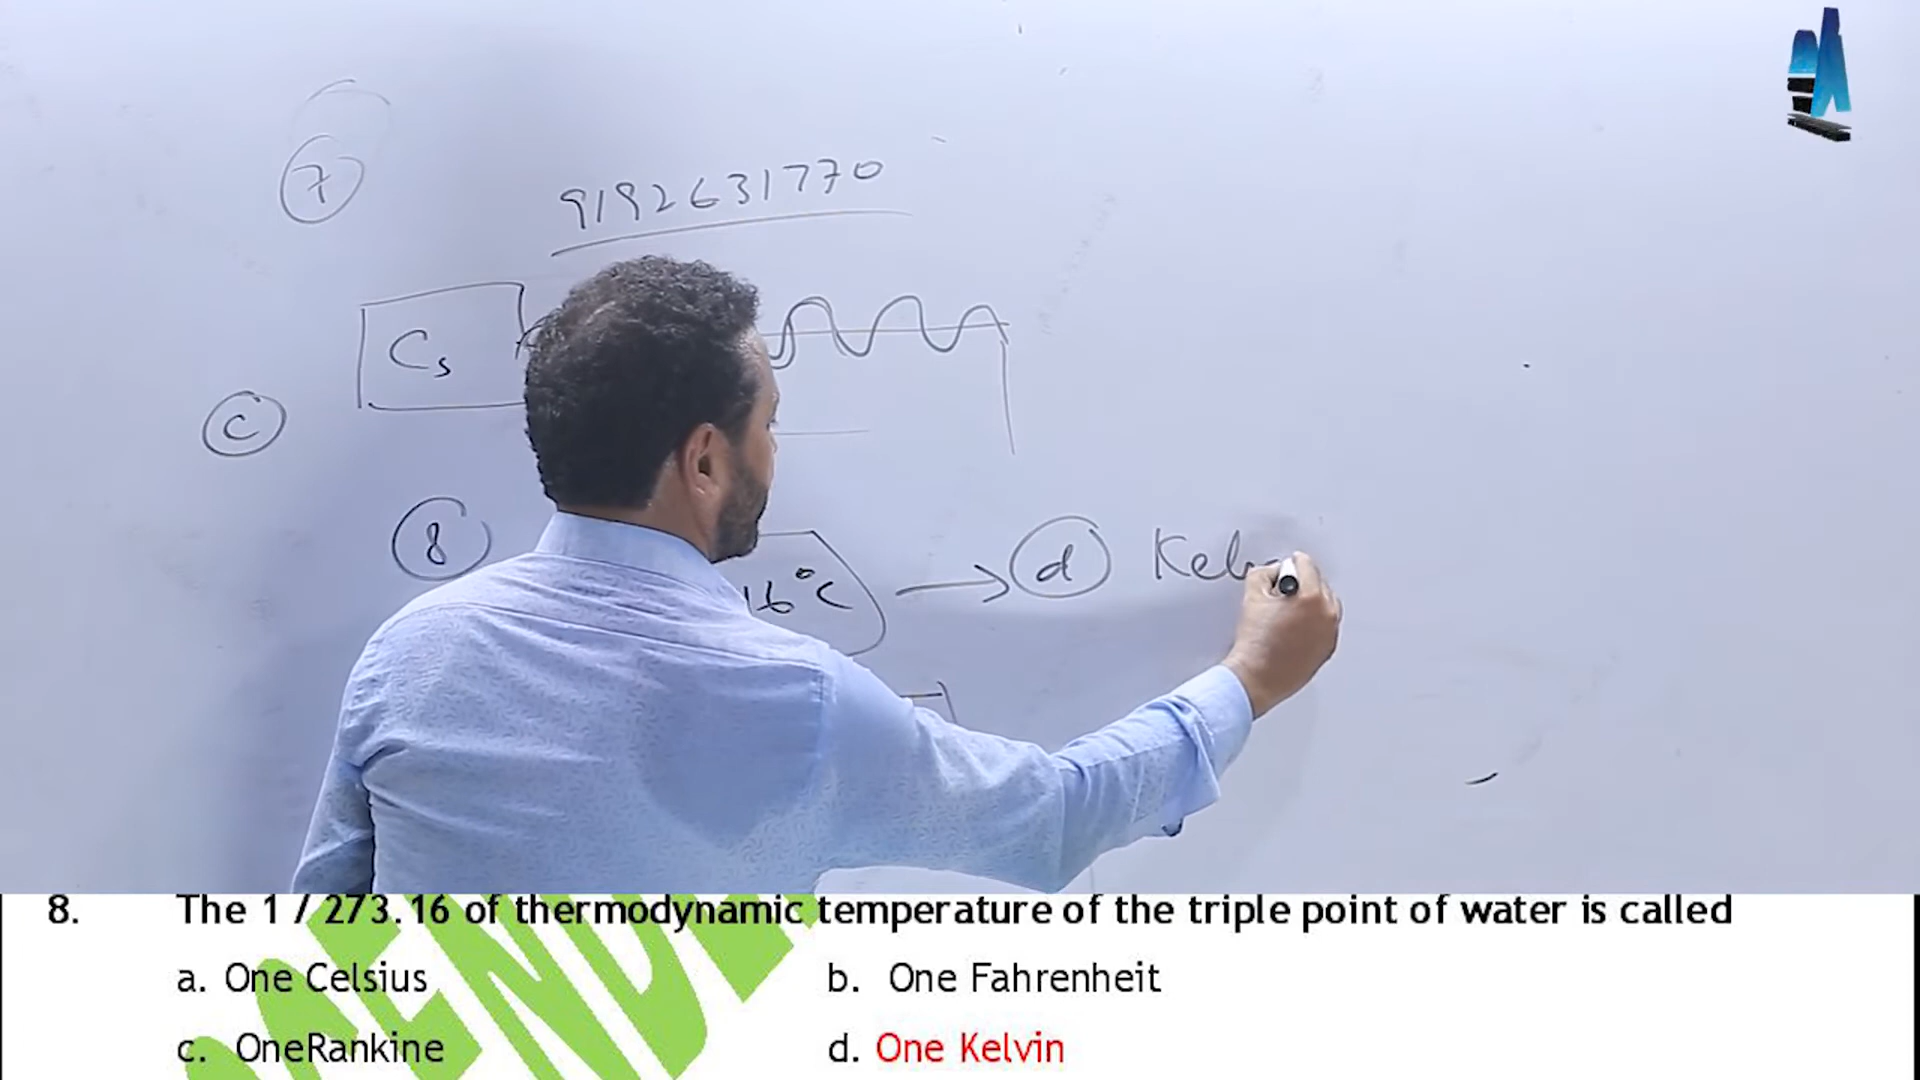 7
9192631770
Cs
c
8
16°C → d Kelv
8. The 1 / 273.16 of thermodynamic temperature of the triple point of water is called
a. One Celsius b. One Fahrenheit
c. OneRankine d. One Kelvin